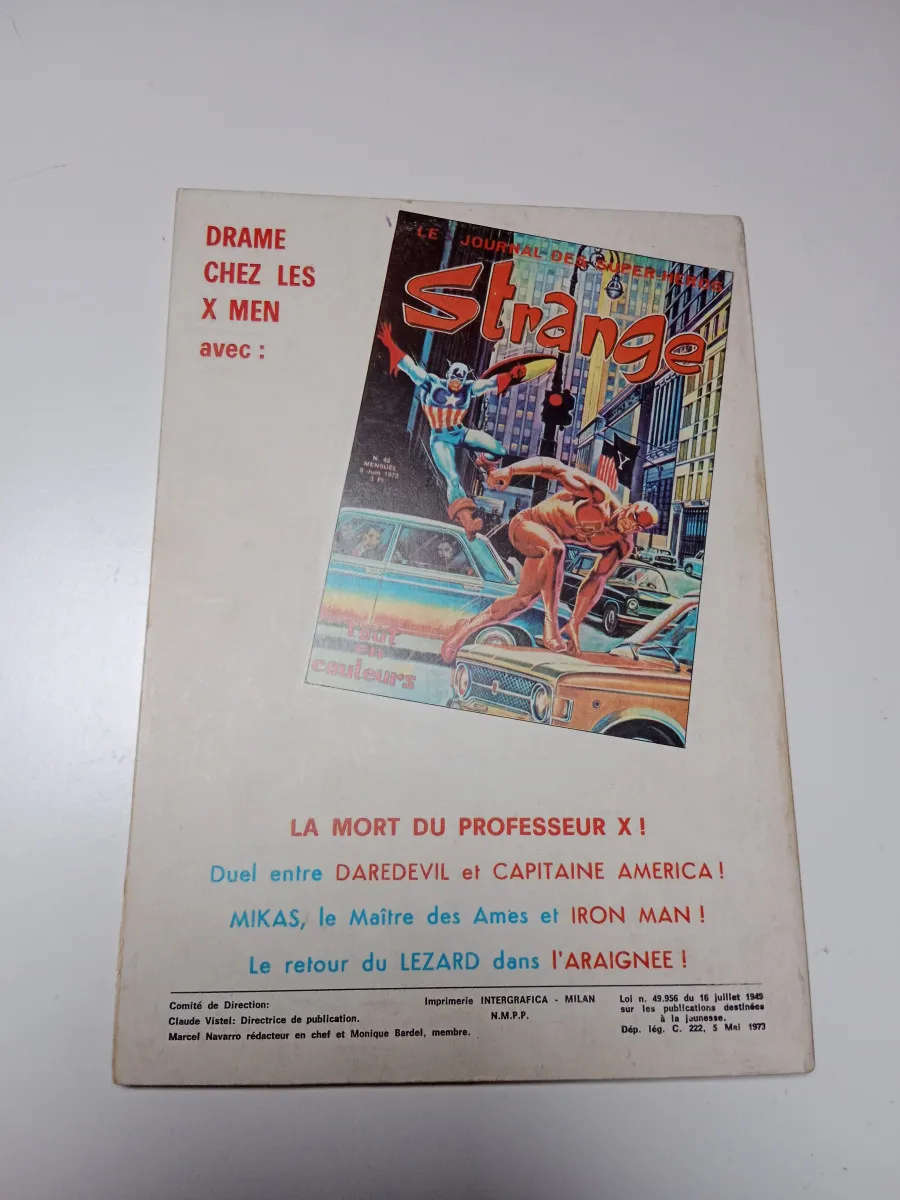 DRAME
CHEZ LES
X MEN
avec :
LE JOURNAL DES SUPER-HEROS
Strange
N. 42
MENSUEL
5 Juin 1973
3 F.
Y
Tout
en
couleurs
LA MORT DU PROFESSEUR X !
Duel entre DAREDEVIL et CAPITAINE AMERICA !
MIKAS, le Maître des Ames et IRON MAN !
Le retour du LEZARD dans l'ARAIGNEE !
Comité de Direction:
Claude Vistel: Directrice de publication.
Marcel Navarro rédacteur en chef et Monique Bardel, membre.
Imprimerie INTERGRAFICA - MILAN
N.M.P.P.
Loi n. 49.956 du 16 juillet 1949
sur les publications destinées
à la jaunesse.
Dép. lég. C. 222, 5 Mai 1973